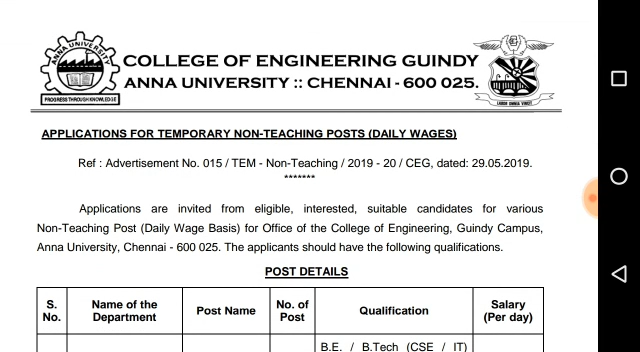 ANNA UNIVERSITY
PROGRESS THROUGH KNOWLEDGE
COLLEGE OF ENGINEERING GUINDY
ANNA UNIVERSITY :: CHENNAI - 600 025.
LABOR OMNIA VINCIT
APPLICATIONS FOR TEMPORARY NON-TEACHING POSTS (DAILY WAGES)
Ref : Advertisement No. 015 / TEM - Non-Teaching / 2019 - 20 / CEG, dated: 29.05.2019.
*******
Applications are invited from eligible, interested, suitable candidates for various
Non-Teaching Post (Daily Wage Basis) for Office of the College of Engineering, Guindy Campus,
Anna University, Chennai - 600 025. The applicants should have the following qualifications.
POST DETAILS
S. No. Name of the Department Post Name No. of Post Qualification Salary (Per day)
B.E. / B.Tech (CSE / IT)